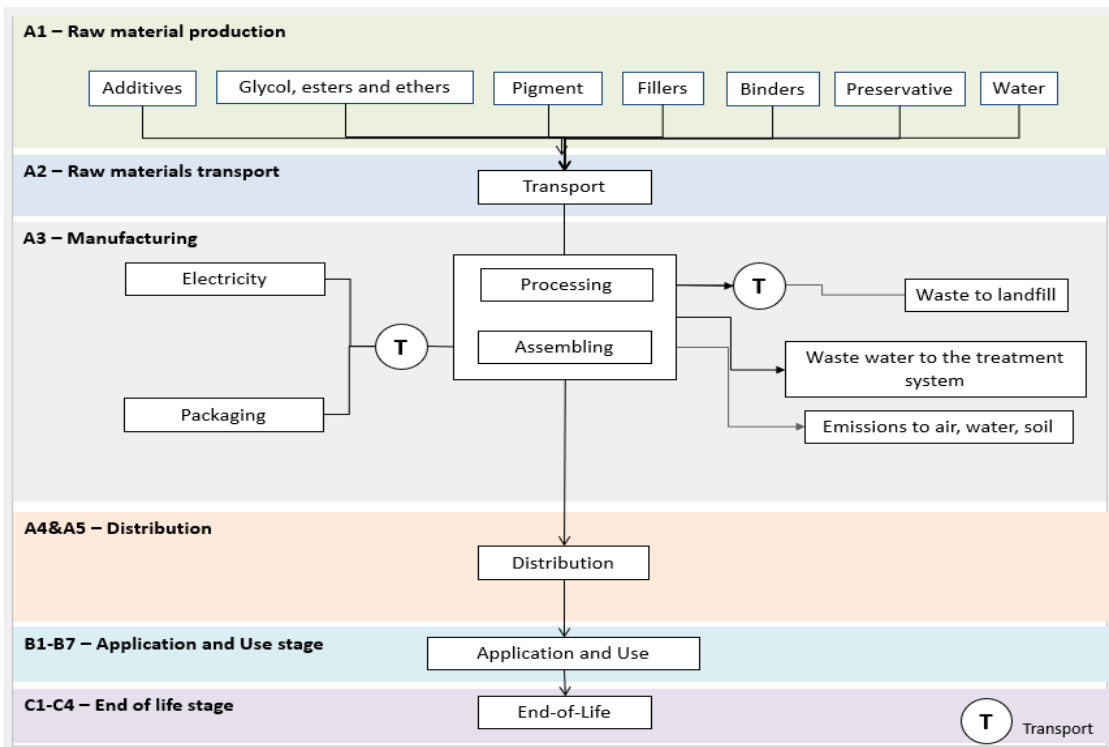 A1 – Raw material production
Additives
Glycol, esters and ethers
Pigment
Fillers
Binders
Preservative
Water
A2 – Raw materials transport
Transport
A3 – Manufacturing
Electricity
Processing
T
Waste to landfill
T
Assembling
Waste water to the treatment
system
Packaging
Emissions to air, water, soil
A4&A5 – Distribution
Distribution
B1-B7 – Application and Use stage
Application and Use
C1-C4 – End of life stage
End-of-Life
T
Transport